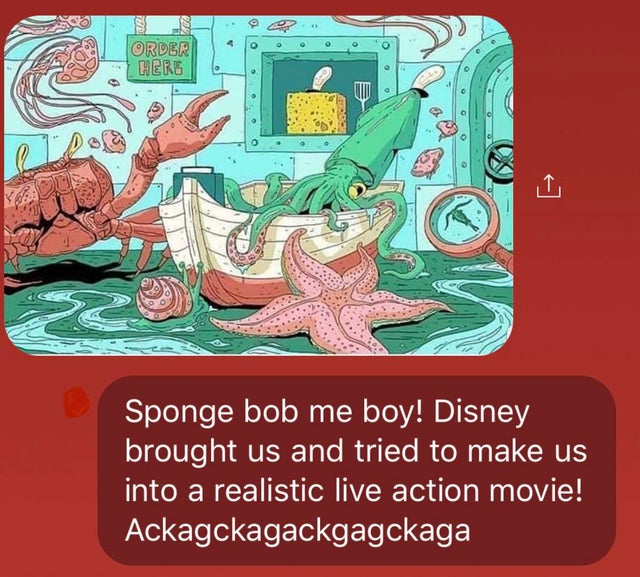 ORDER
HERE
Sponge bob me boy! Disney
brought us and tried to make us
into a realistic live action movie!
Ackagckagackgagckaga